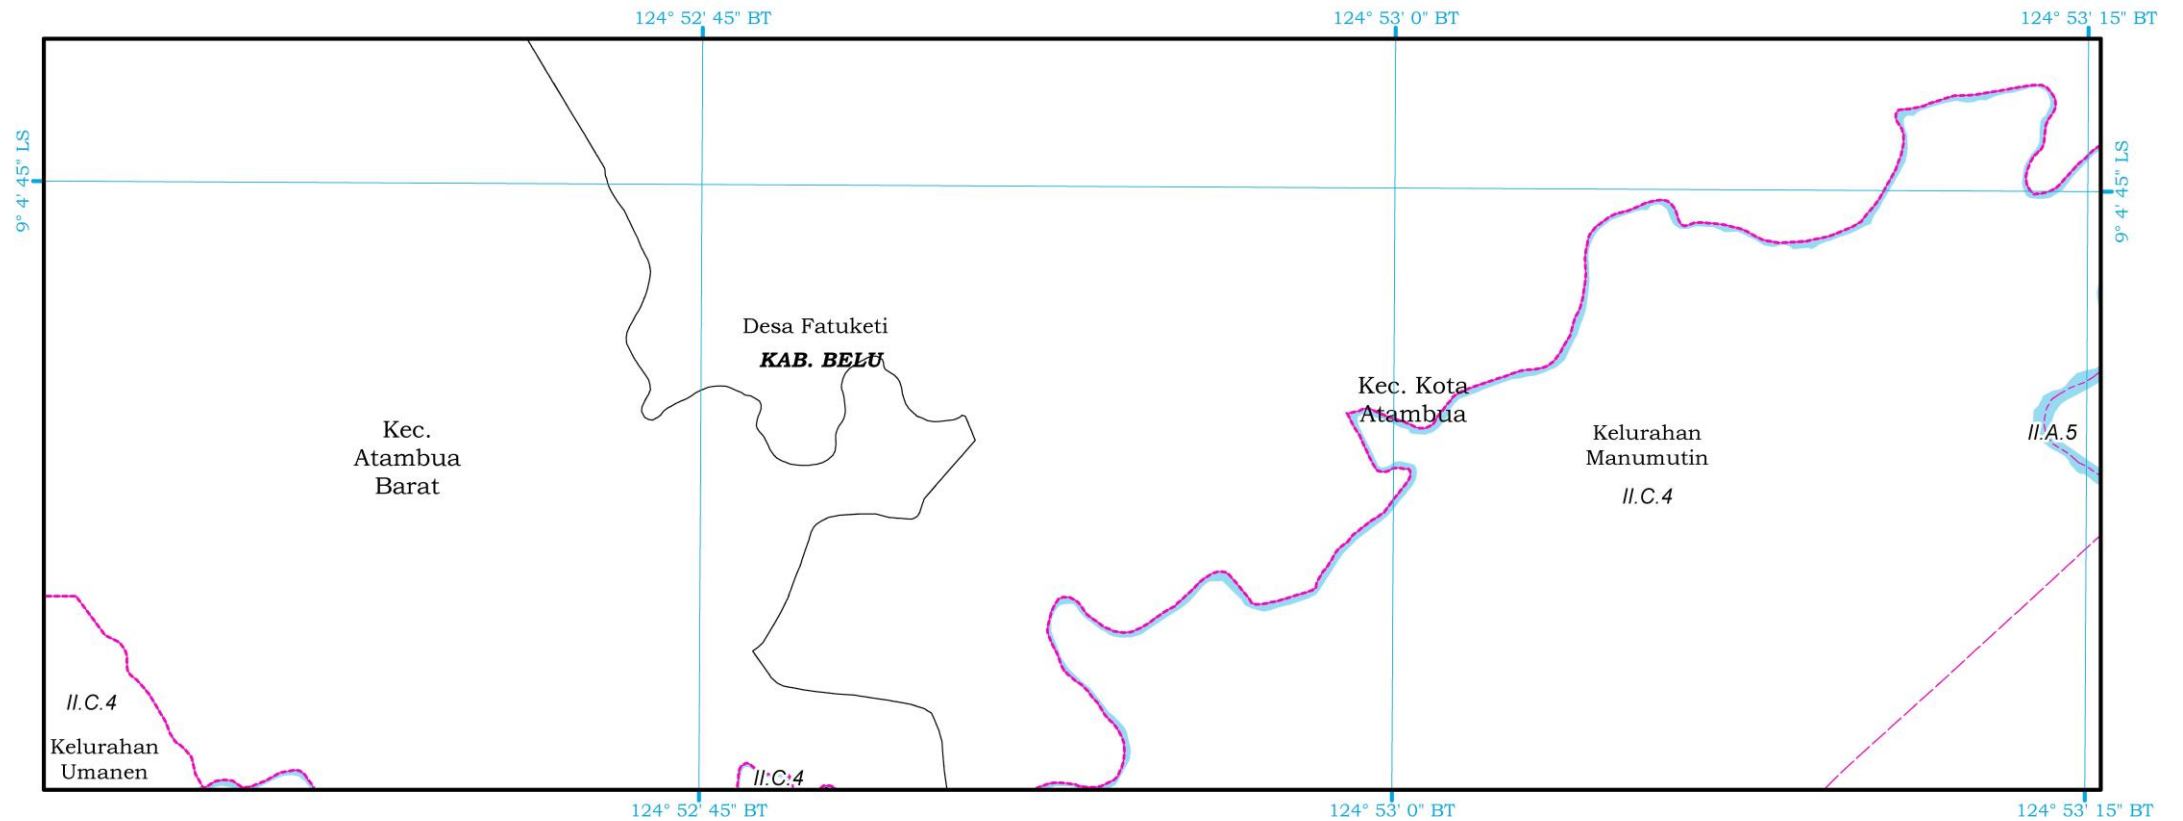 124° 52' 45" BT
124° 53' 0" BT
124° 53' 15" BT
9° 4' 45" LS
9° 4' 45" LS
Desa Fatuketi
KAB. BELU
Kec. Kota
Atambua
Kec.
Atambua
Barat
Kelurahan
Manumutin
II.C.4
II.A.5
II.C.4
Kelurahan
Umanen
II.C.4
124° 52' 45" BT
124° 53' 0" BT
124° 53' 15" BT